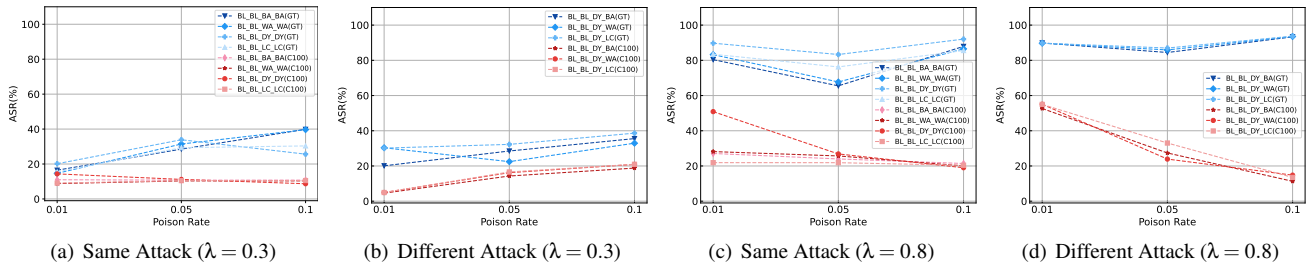 ASR(%)
100
80
60
40
20
0
0.01
0.05
0.1
Poison Rate
BL_BL_BA_BA(GT)
BL_BL_WA_WA(GT)
BL_BL_DY_DY(GT)
BL_BL_LC_LC(GT)
BL_BL_BA_BA(C100)
BL_BL_WA_WA(C100)
BL_BL_DY_DY(C100)
BL_BL_LC_LC(C100)
(a) Same Attack (λ = 0.3)
ASR(%)
100
80
60
40
20
0
0.01
0.05
0.1
Poison Rate
BL_BL_DY_BA(GT)
BL_BL_DY_WA(GT)
BL_BL_DY_LC(GT)
BL_BL_DY_BA(C100)
BL_BL_DY_WA(C100)
BL_BL_DY_LC(C100)
(b) Different Attack (λ = 0.3)
ASR(%)
100
80
60
40
20
0
0.01
0.05
0.1
Poison Rate
BL_BL_BA_BA(GT)
BL_BL_WA_WA(GT)
BL_BL_DY_DY(GT)
BL_BL_LC_LC(GT)
BL_BL_BA_BA(C100)
BL_BL_WA_WA(C100)
BL_BL_DY_DY(C100)
BL_BL_LC_LC(C100)
(c) Same Attack (λ = 0.8)
ASR(%)
100
80
60
40
20
0
0.01
0.05
0.1
Poison Rate
BL_BL_DY_BA(GT)
BL_BL_DY_WA(GT)
BL_BL_DY_LC(GT)
BL_BL_DY_BA(C100)
BL_BL_DY_WA(C100)
BL_BL_DY_LC(C100)
(d) Different Attack (λ = 0.8)